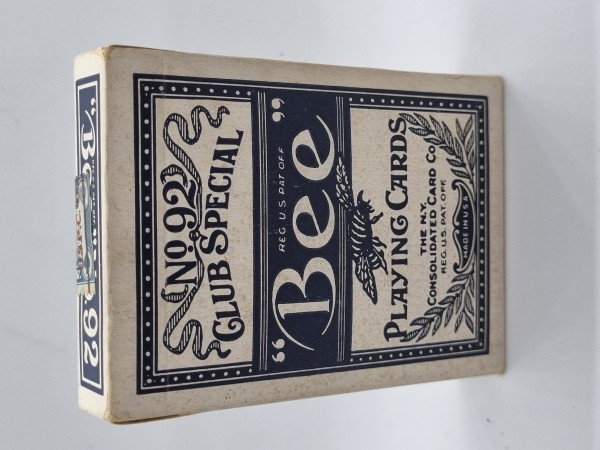 No. 92
CLUB SPECIAL
REG. U.S. PAT. OFF.
"Bee"
PLAYING CARDS
THE N.Y.
CONSOLIDATED CARD CO.
REG. U.S. PAT. OFF.
MADE IN U.S.A.
92